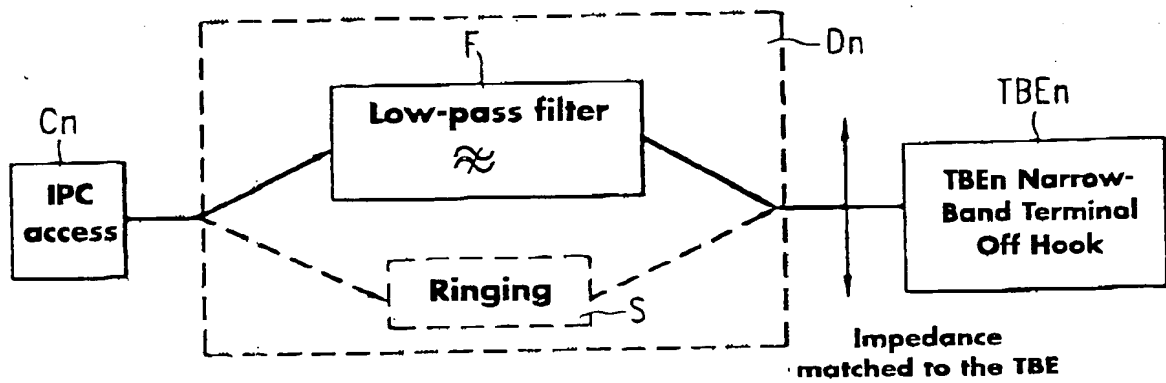 F
Dn
Low-pass filter
TBEn
Cn
IPC
access
TBEn Narrow-
Band Terminal
Off Hook
Ringing
S
Impedance
matched to the TBE